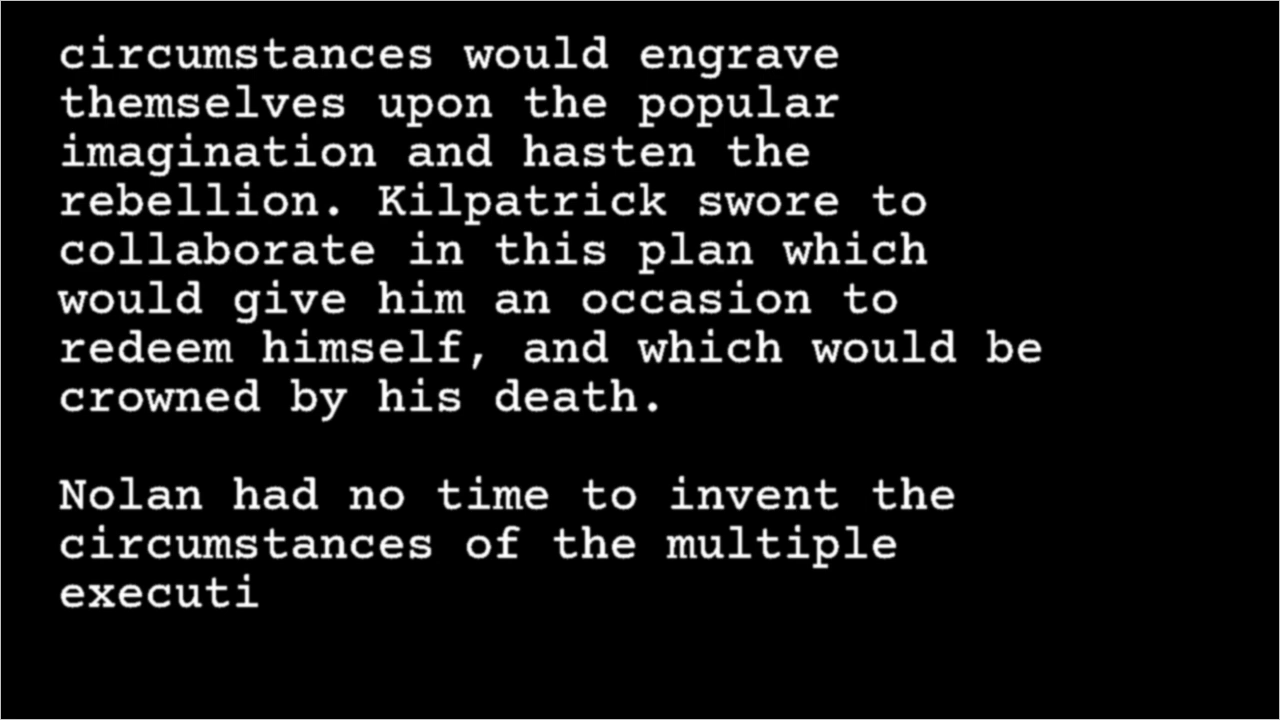 circumstances would engrave
themselves upon the popular
imagination and hasten the
rebellion. Kilpatrick swore to
collaborate in this plan which
would give him an occasion to
redeem himself, and which would be
crowned by his death.
Nolan had no time to invent the
circumstances of the multiple
executi